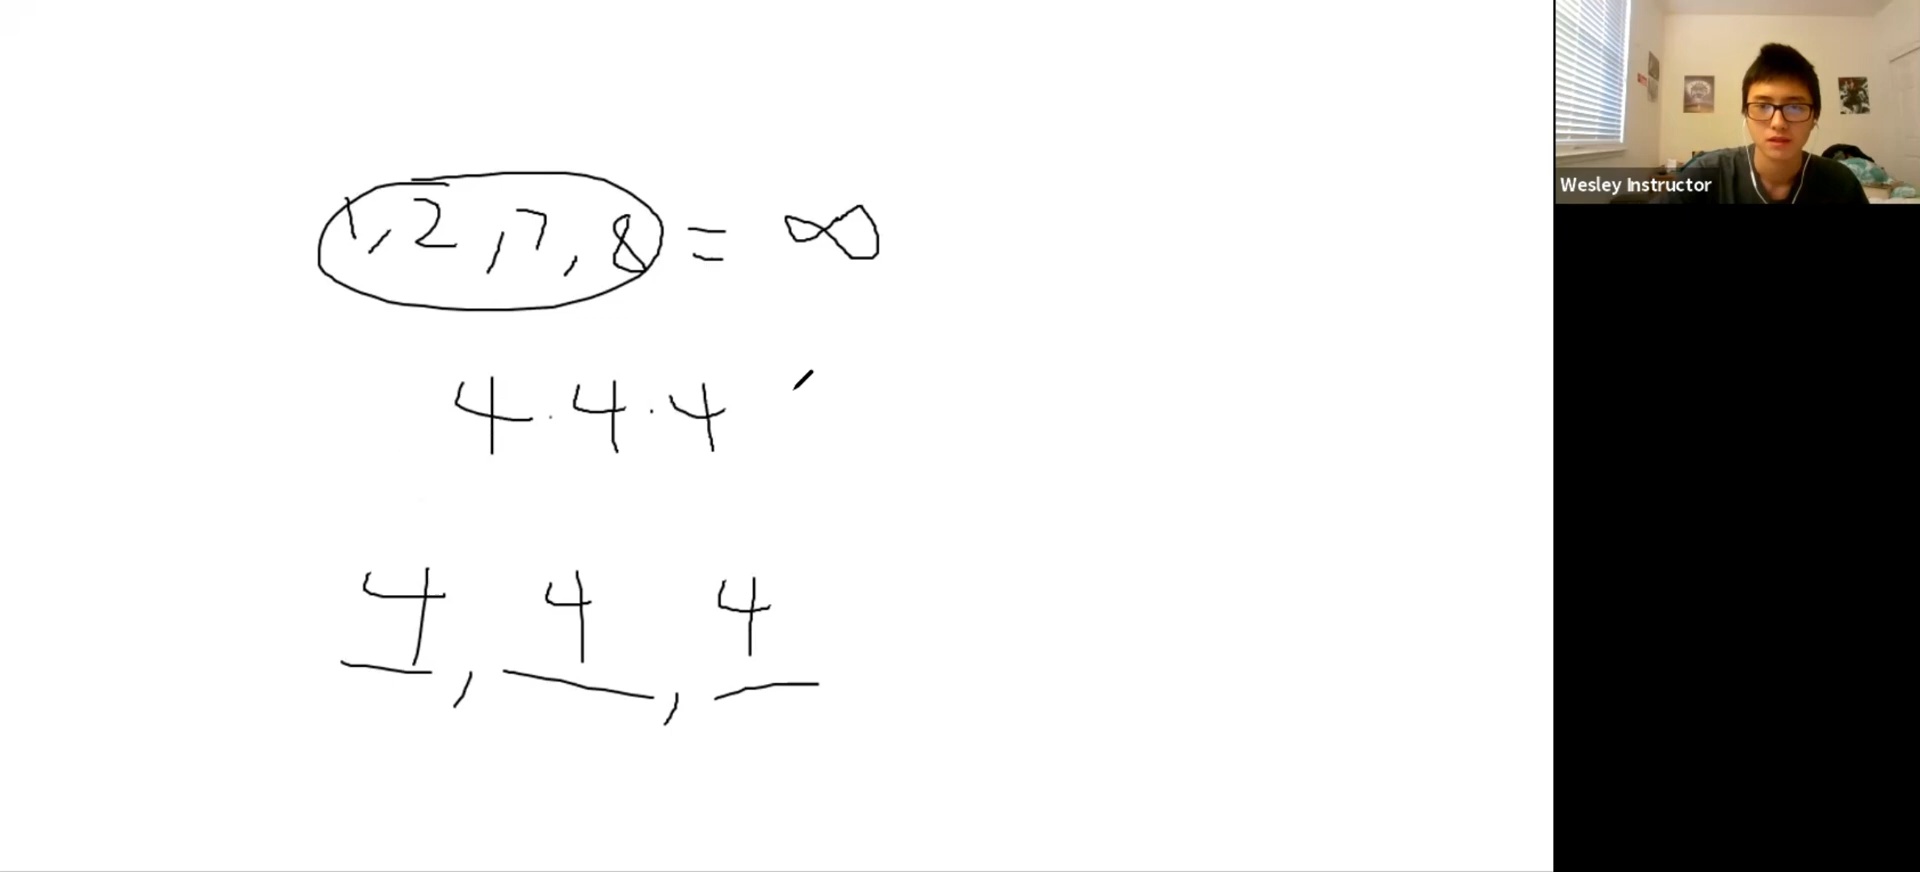 1, 2, 7, 8 = ∞
4 · 4 · 4
4, 4, 4
Wesley Instructor